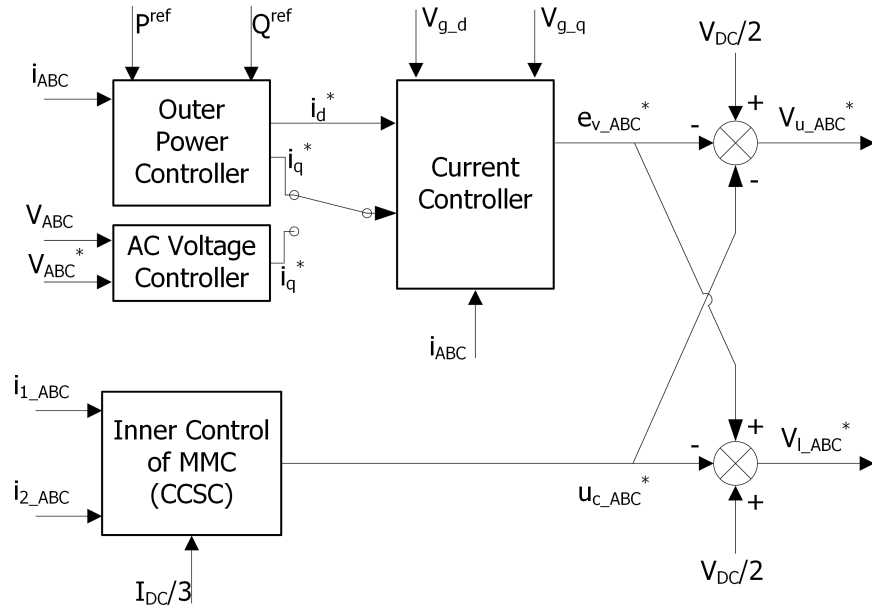 P^ref
Q^ref
V_g_d
V_g_q
V_DC/2
i_ABC
Outer
Power
Controller
i_d^*
i_q^*
Current
Controller
e_v_ABC^*
-
+
V_u_ABC^*
-
V_ABC
V_ABC^*
AC Voltage
Controller
i_q^*
i_ABC
i_1_ABC
i_2_ABC
Inner Control
of MMC
(CCSC)
I_DC/3
u_c_ABC^*
+
-
V_l_ABC^*
+
V_DC/2